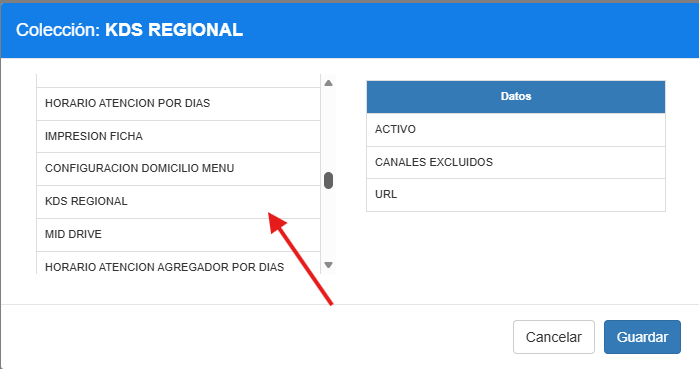 Colección: KDS REGIONAL
HORARIO ATENCION POR DIAS
IMPRESION FICHA
CONFIGURACION DOMICILIO MENU
KDS REGIONAL
MID DRIVE
HORARIO ATENCION AGREGADOR POR DIAS
Datos
ACTIVO
CANALES EXCLUIDOS
URL
Cancelar
Guardar